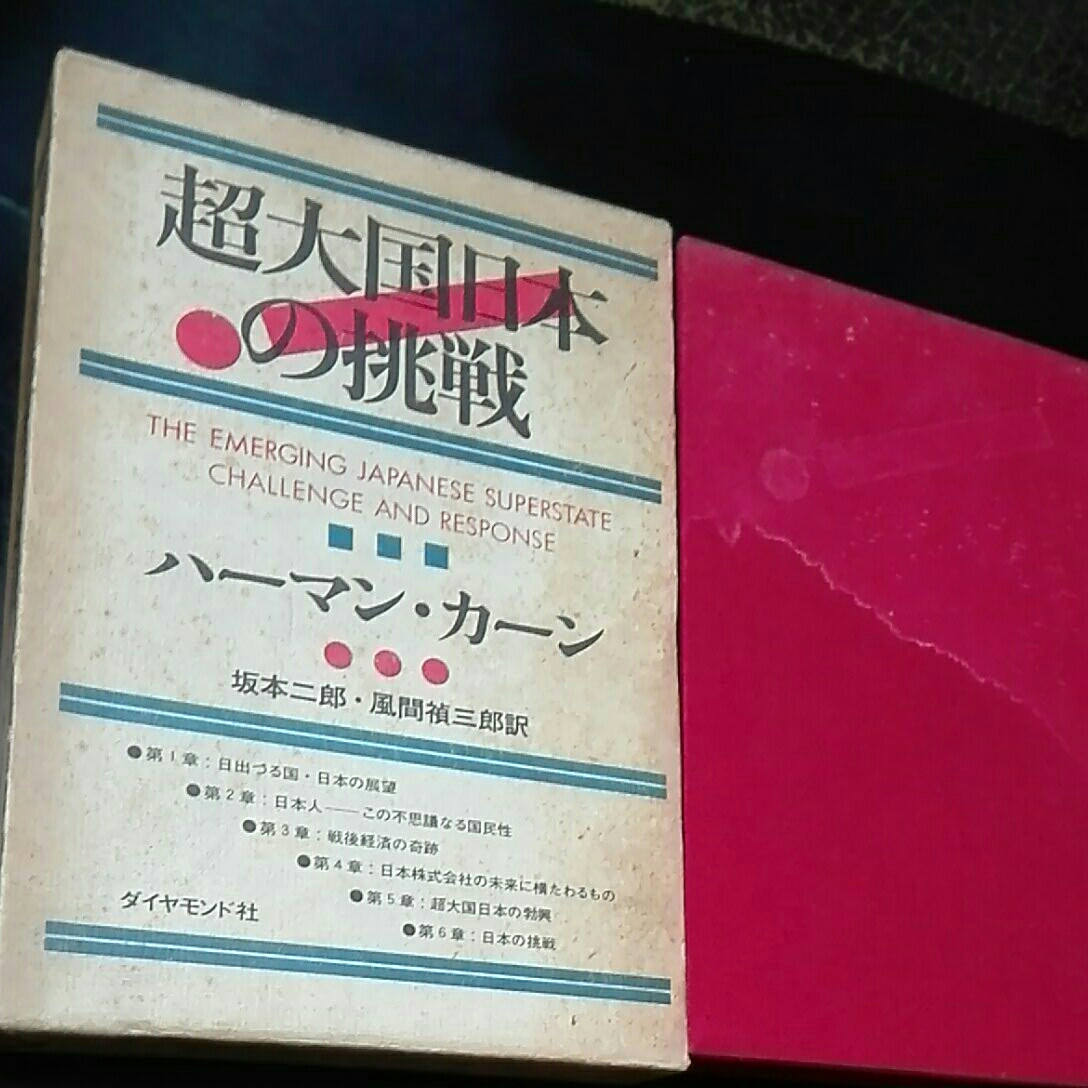 超大国日本
の挑戦
THE EMERGING JAPANESE SUPERSTATE
CHALLENGE AND RESPONSE
ハーマン・カーン
坂本二郎・風間禎三郎訳
●第1章：日出づる国・日本の展望
●第2章：日本人——この不思議なる国民性
●第3章：戦後経済の奇跡
●第4章：日本株式会社の未来に横たわるもの
●第5章：超大国日本の勃興
●第6章：日本の挑戦
ダイヤモンド社